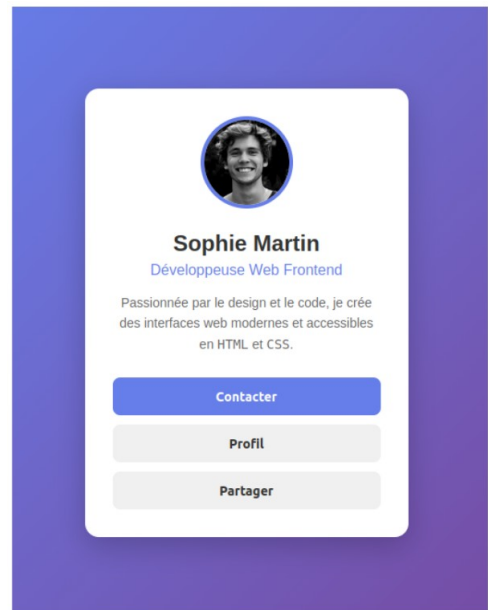 Sophie Martin
Développeuse Web Frontend
Passionnée par le design et le code, je crée
des interfaces web modernes et accessibles
en HTML et CSS.
Contacter
Profil
Partager